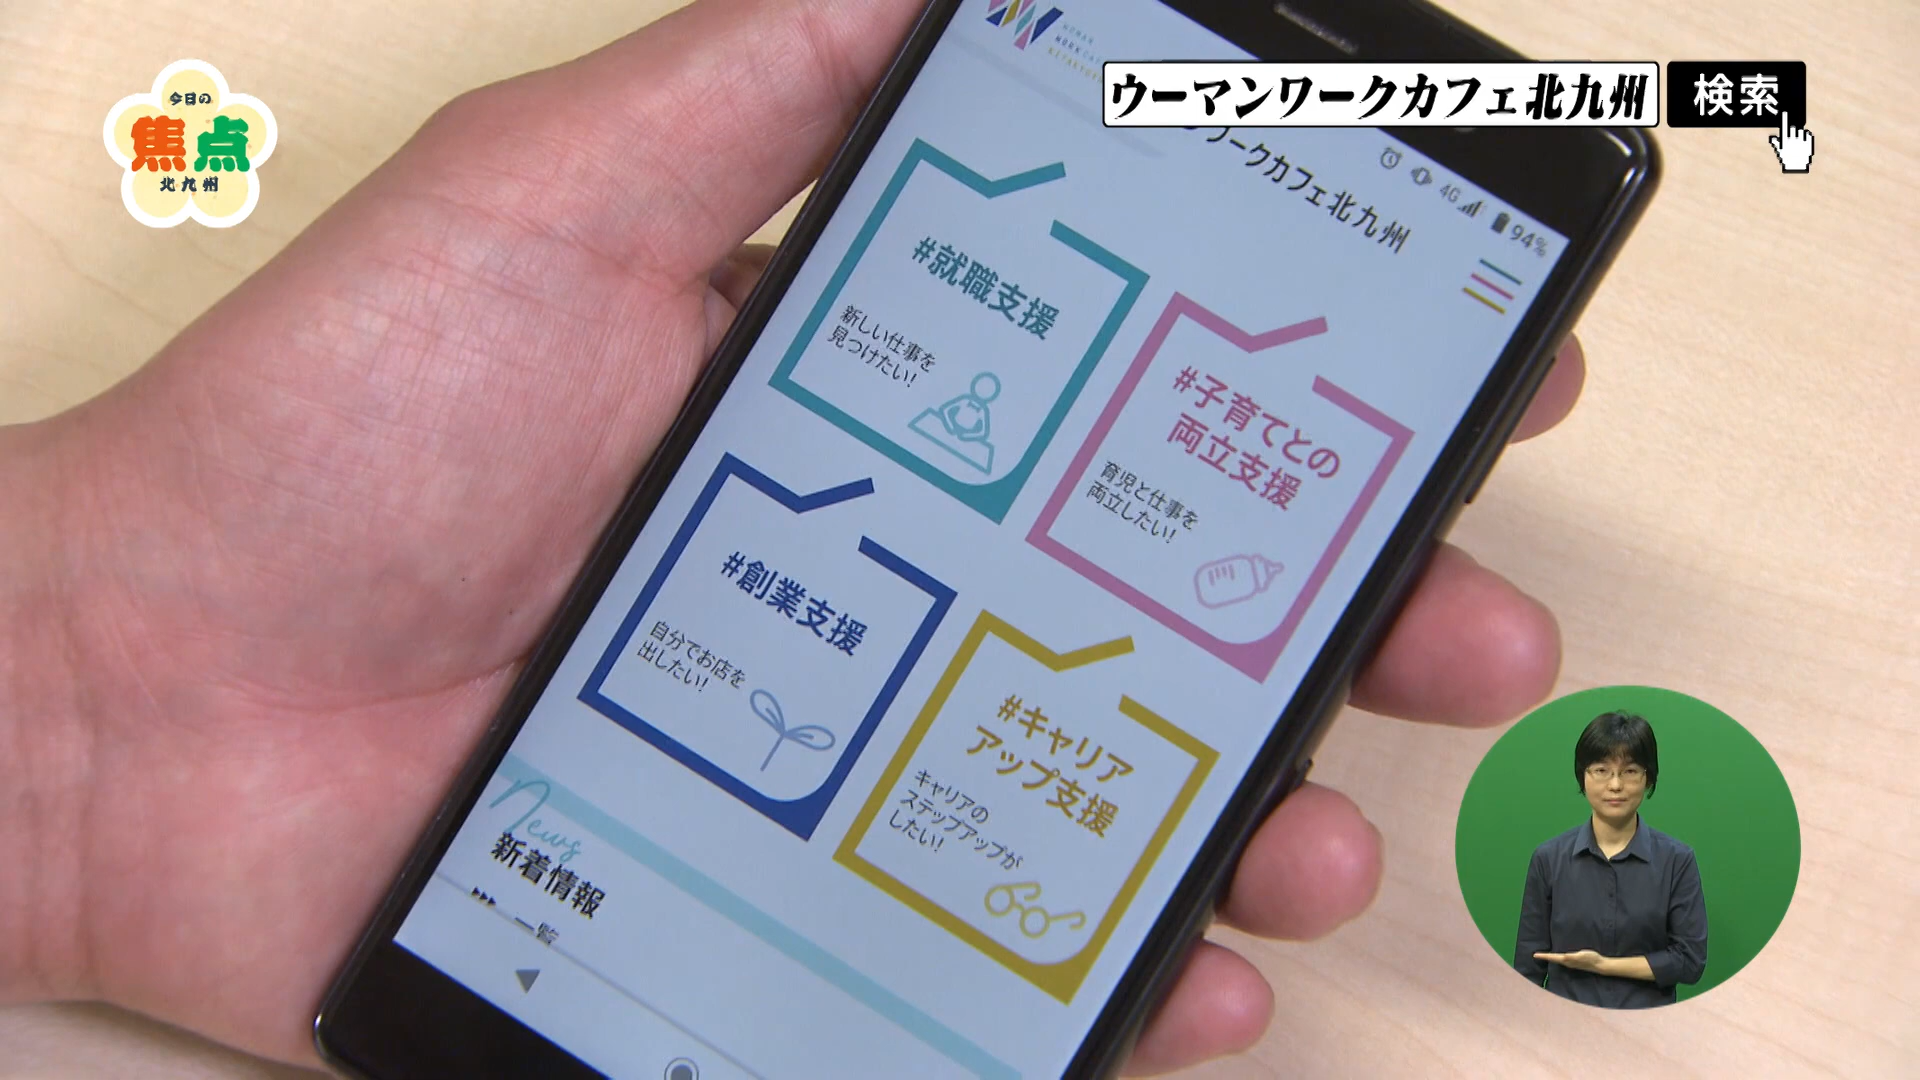 今日の
焦点
北九州
ウーマンワークカフェ北九州
検索
ワークカフェ北九州
4G
94%
#就職支援
新しい仕事を
見つけたい!
#子育てとの
両立支援
育児と仕事を
両立したい!
#創業支援
自分でお店を
出したい!
#キャリア
アップ支援
キャリアの
ステップアップが
したい!
News
新着情報
一覧